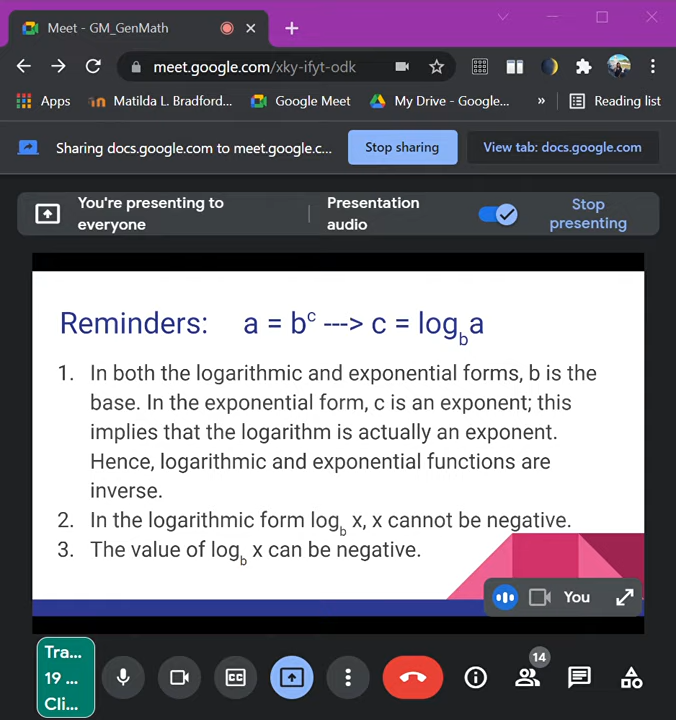 Meet - GM_GenMath
meet.google.com/xky-ifyt-odk
Apps Matilda L. Bradford... Google Meet My Drive - Google... » Reading list
Sharing docs.google.com to meet.google.c... Stop sharing View tab: docs.google.com
You're presenting to everyone
Presentation audio
Stop presenting
Reminders: a = bᶜ ---> c = log_b a
1. In both the logarithmic and exponential forms, b is the
base. In the exponential form, c is an exponent; this
implies that the logarithm is actually an exponent.
Hence, logarithmic and exponential functions are
inverse.
2. In the logarithmic form log_b x, x cannot be negative.
3. The value of log_b x can be negative.
You
Tra...
19 ...
Cli...
CC
14